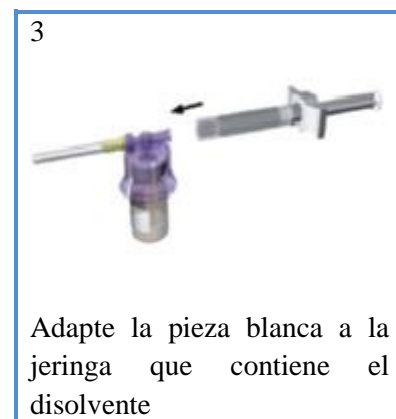 3
Adapte la pieza blanca a la
jeringa que contiene el
disolvente